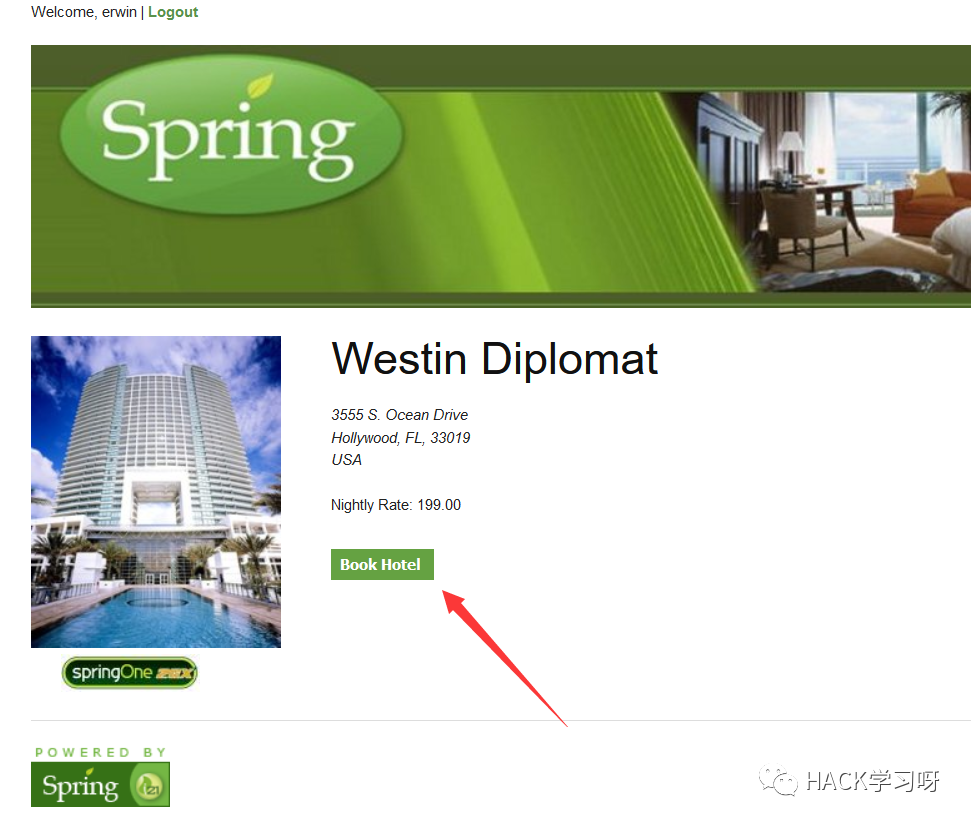 Welcome, erwin | Logout
Spring
Westin Diplomat
3555 S. Ocean Drive
Hollywood, FL, 33019
USA
Nightly Rate: 199.00
Book Hotel
springOne 2GX
POWERED BY
Spring
HACK学习呀